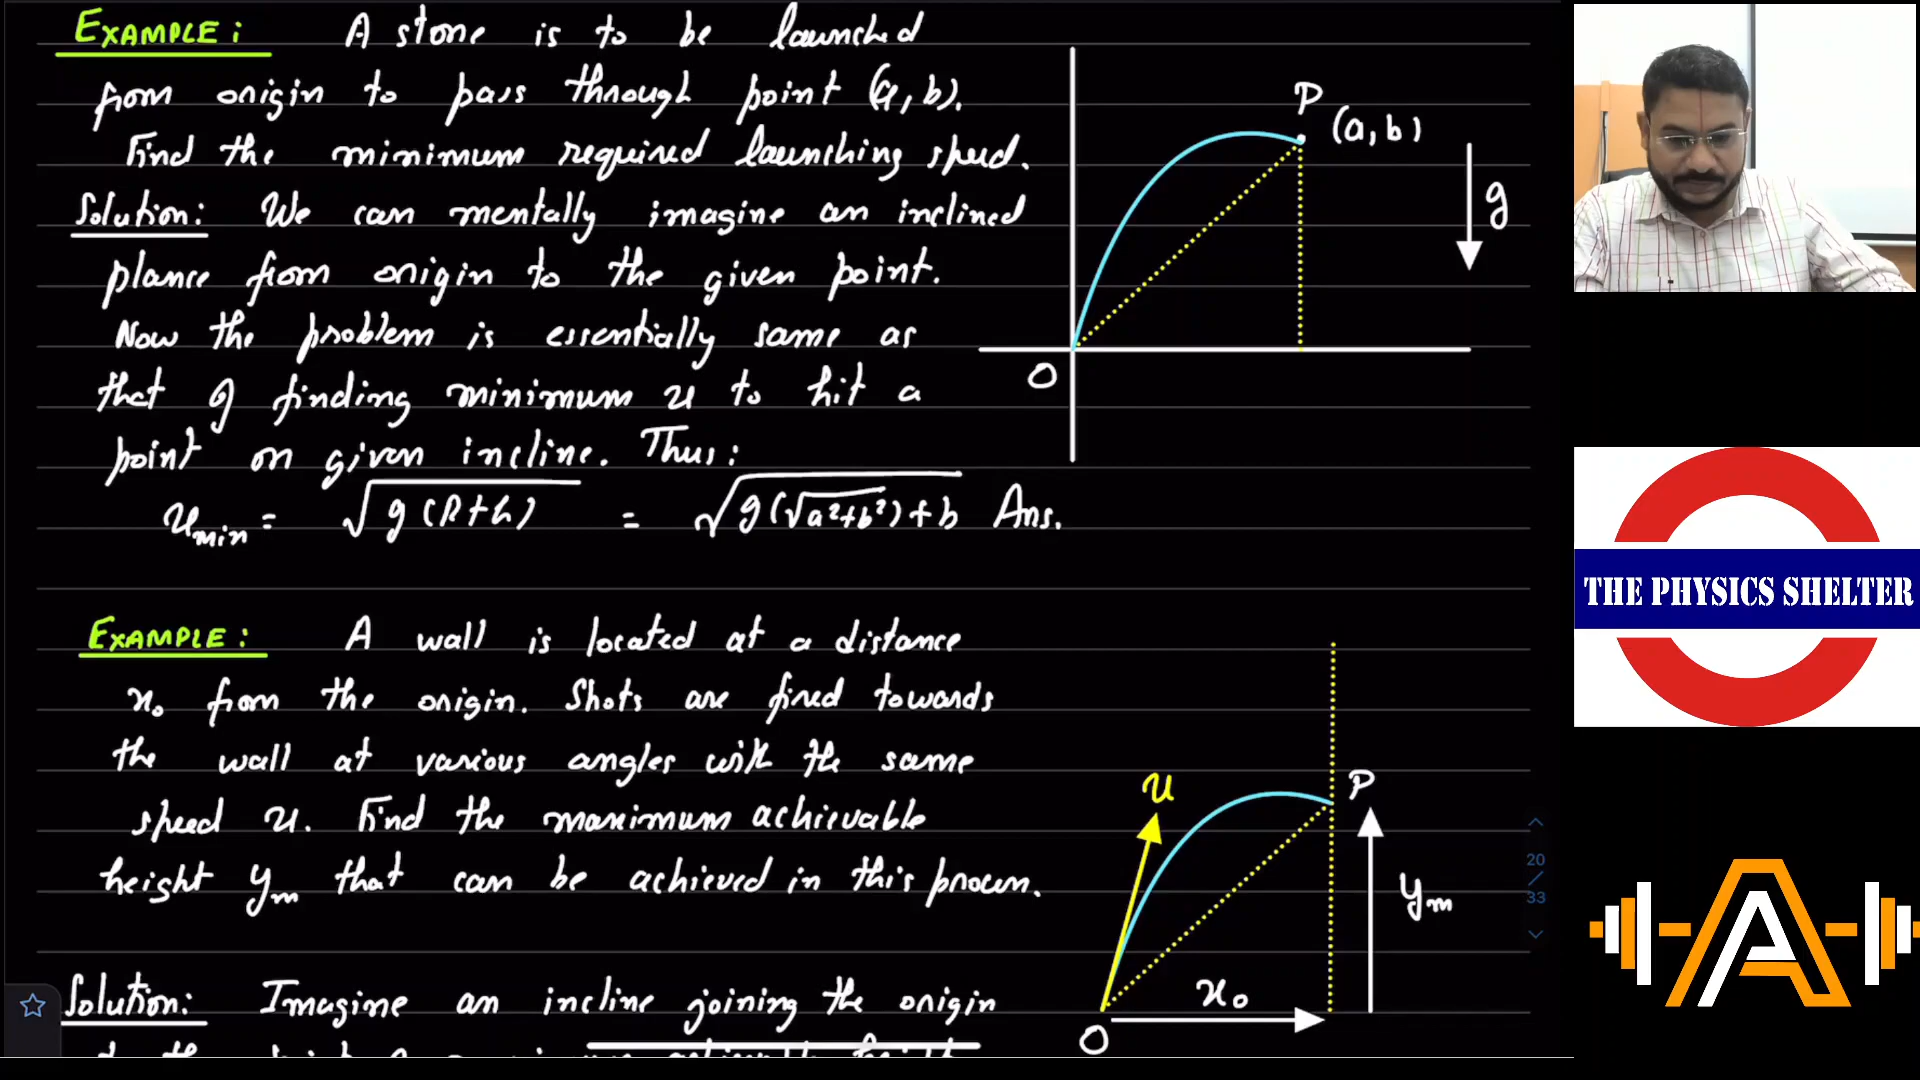 EXAMPLE: A stone is to be launched
from origin to pass through point (a, b).
Find the minimum required launching speed.
Solution: We can mentally imagine an inclined
plance from origin to the given point.
Now the problem is essentially same as
that of finding minimum u to hit a
point on given incline. Thus:
u_min = √g(R+h) = √g(√a²+b²)+b Ans.
P
(a, b)
g
O
EXAMPLE: A wall is located at a distance
x₀ from the origin. Shots are fired towards
the wall at various angles with the same
speed u. Find the maximum achievable
height y_m that can be achieved in this process.
u
P
y_m
x₀
O
Solution: Imagine an incline joining the origin
20
/
33
THE PHYSICS SHELTER